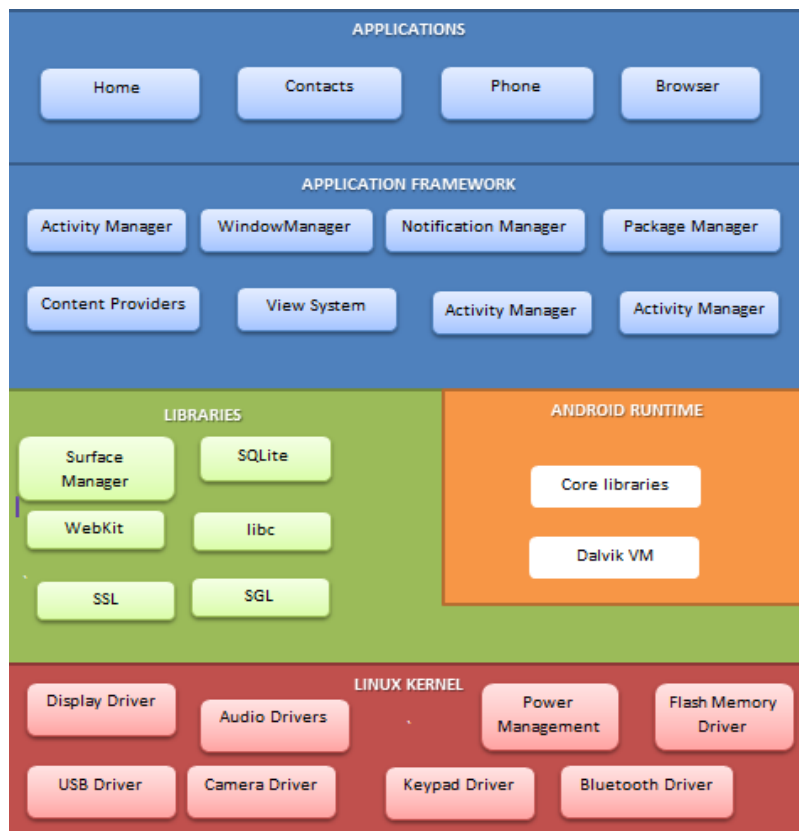 APPLICATIONS
Home
Contacts
Phone
Browser
APPLICATION FRAMEWORK
Activity Manager
WindowManager
Notification Manager
Package Manager
Content Providers
View System
Activity Manager
Activity Manager
LIBRARIES
Surface
Manager
SQLite
WebKit
libc
SSL
SGL
ANDROID RUNTIME
Core libraries
Dalvik VM
LINUX KERNEL
Display Driver
Audio Drivers
Power
Management
Flash Memory
Driver
USB Driver
Camera Driver
Keypad Driver
Bluetooth Driver